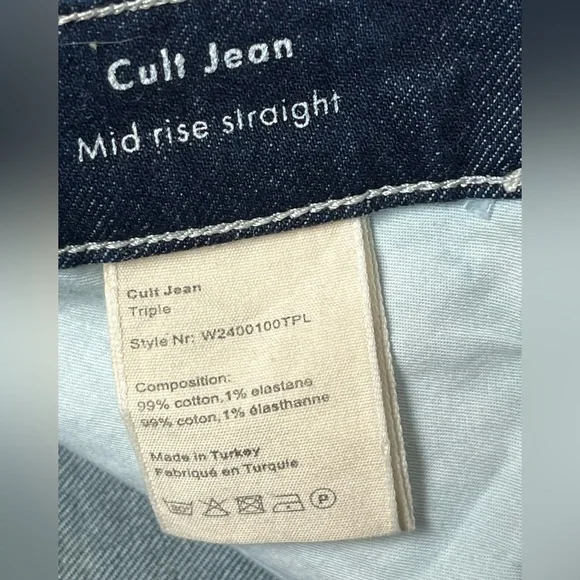 Cult Jean
Mid rise straight
Cult Jean
Triple
Style Nr: W2400100TPL
Composition:
99% cotton,1% elastane
99% coton,1% élasthanne
Made in Turkey
Fabriqué en Turquie
P